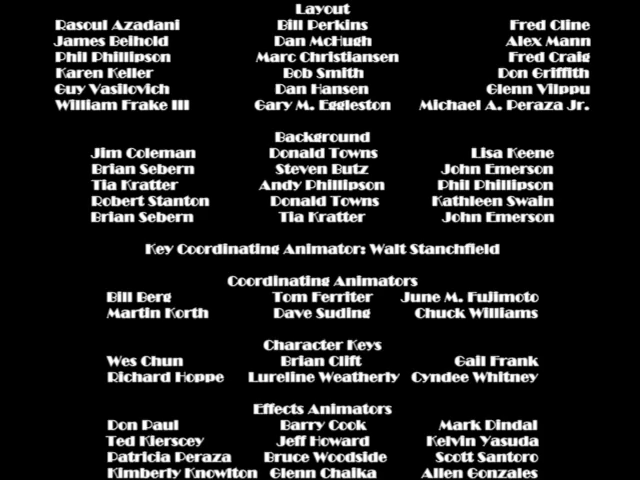 Layout
Rasoul Azadani Bill Perkins Fred Cline
James Beihold Dan McHugh Alex Mann
Phil Phillipson Marc Christiansen Fred Craig
Karen Keller Bob Smith Don Griffith
Guy Vasilovich Dan Hansen Glenn Vilppu
William Frake III Gary M. Eggleston Michael A. Peraza Jr.
Background
Jim Coleman Donald Towns Lisa Keene
Brian Sebern Steven Butz John Emerson
Tia Kratter Andy Phillipson Phil Phillipson
Robert Stanton Donald Towns Kathleen Swain
Brian Sebern Tia Kratter John Emerson
Key Coordinating Animator: Walt Stanchfield
Coordinating Animators
Bill Berg Tom Ferriter June M. Fujimoto
Martin Korth Dave Suding Chuck Williams
Character Keys
Wes Chun Brian Clift Gail Frank
Richard Hoppe Lureline Weatherly Cyndee Whitney
Effects Animators
Don Paul Barry Cook Mark Dindal
Ted Kierscey Jeff Howard Kelvin Yasuda
Patricia Peraza Bruce Woodside Scott Santoro
Kimberly Knowlton Glenn Chaika Allen Gonzales